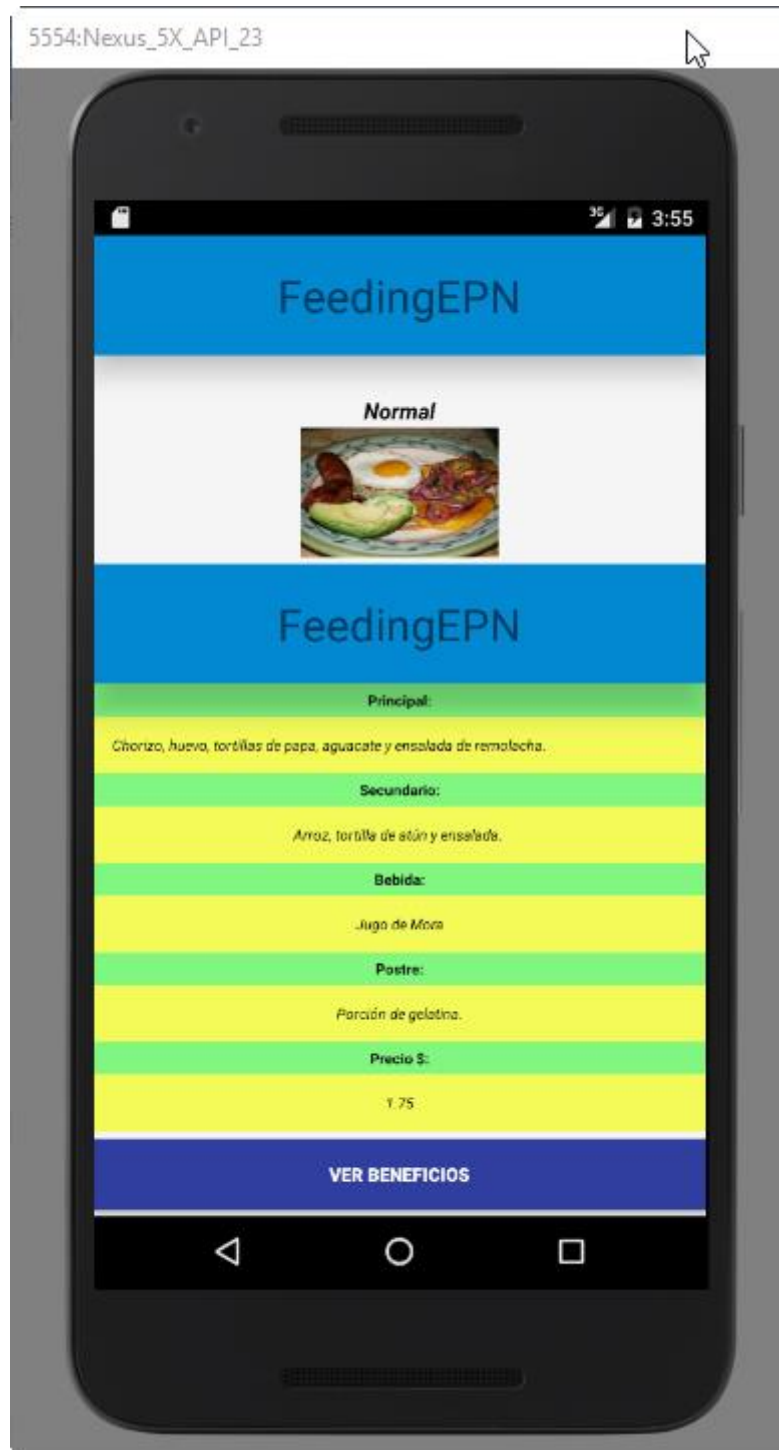 5554:Nexus_5X_API_23
3G 3:55
FeedingEPN
Normal
FeedingEPN
Principal:
Chorizo, huevo, tortillas de papa, aguacate y ensalada de remolacha.
Secundario:
Arroz, tortilla de atún y ensalada.
Bebida:
Jugo de Mora
Postre:
Porción de gelatina.
Precio $:
1.75
VER BENEFICIOS